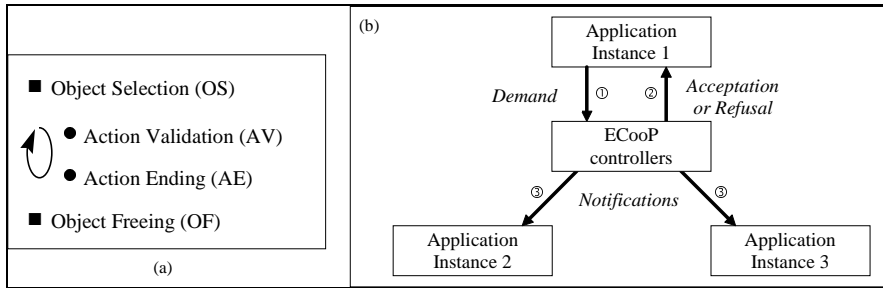 Object Selection (OS)
Action Validation (AV)
Action Ending (AE)
Object Freeing (OF)
(a)
(b)
Application
Instance 1
Demand
①
②
Acceptation
or Refusal
ECooP
controllers
③
Notifications
③
Application
Instance 2
Application
Instance 3